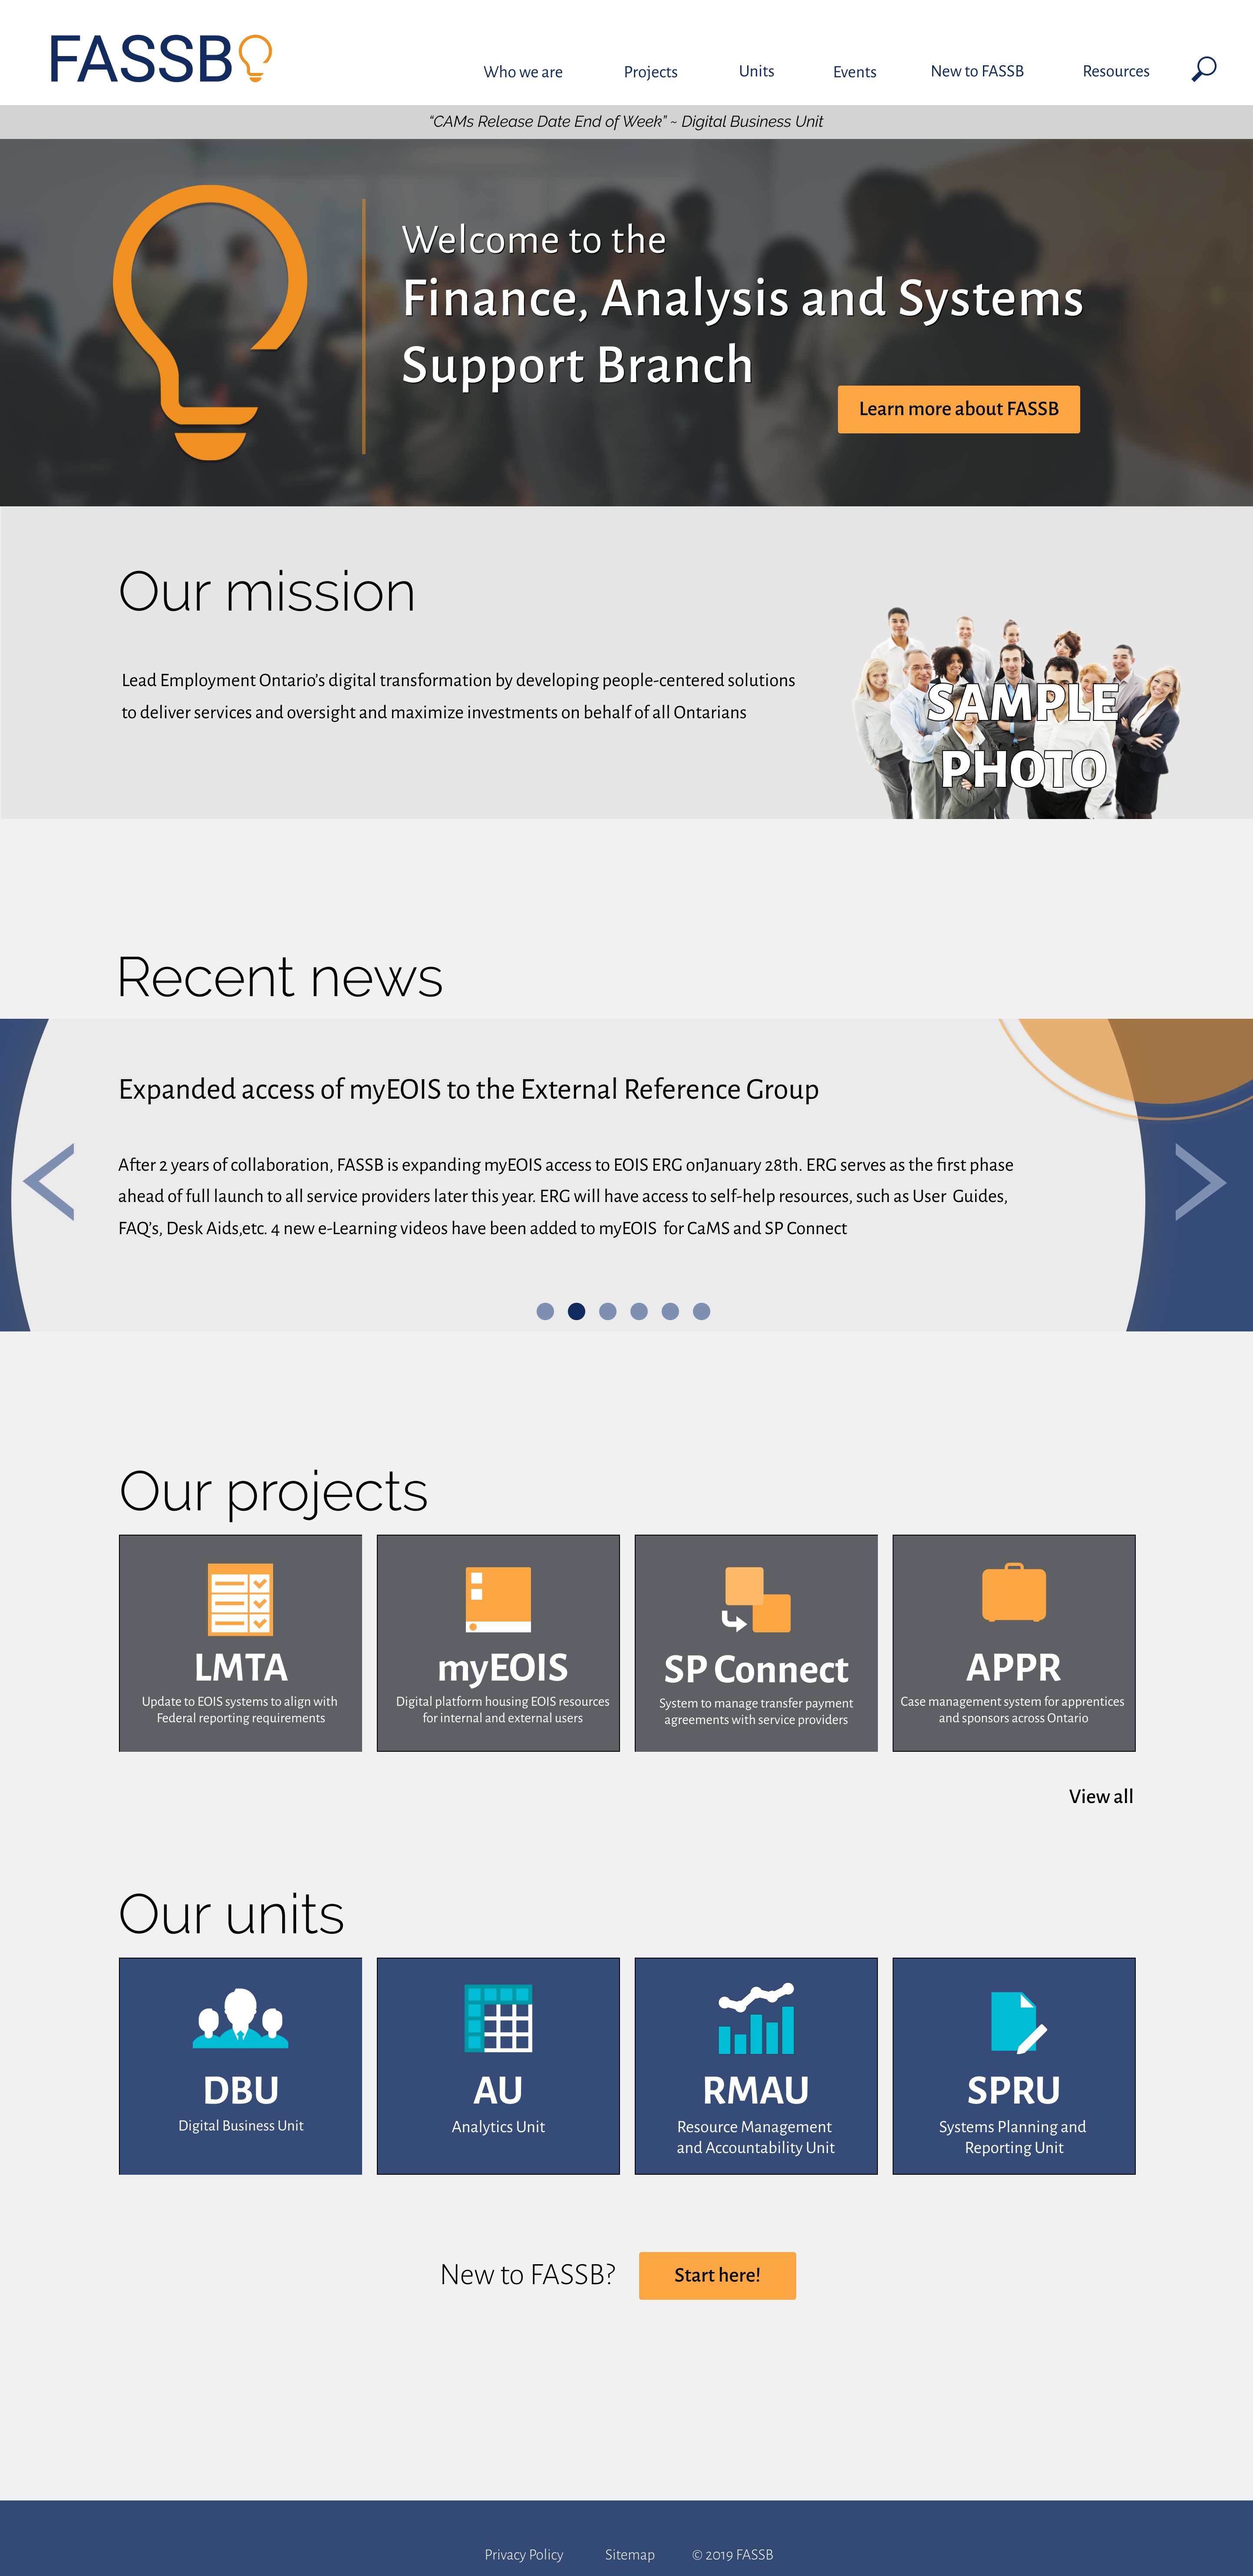 FASSB
Who we are
Projects
Units
Events
New to FASSB
Resources
“CAMs Release Date End of Week” ~ Digital Business Unit
Welcome to the
Finance, Analysis and Systems
Support Branch
Learn more about FASSB
Our mission
Lead Employment Ontario’s digital transformation by developing people-centered solutions
to deliver services and oversight and maximize investments on behalf of all Ontarians
SAMPLE
PHOTO
Recent news
Expanded access of myEOIS to the External Reference Group
After 2 years of collaboration, FASSB is expanding myEOIS access to EOIS ERG onJanuary 28th. ERG serves as the first phase
ahead of full launch to all service providers later this year. ERG will have access to self-help resources, such as User Guides,
FAQ’s, Desk Aids,etc. 4 new e-Learning videos have been added to myEOIS for CaMS and SP Connect
Our projects
LMTA
Update to EOIS systems to align with
Federal reporting requirements
myEOIS
Digital platform housing EOIS resources
for internal and external users
SP Connect
System to manage transfer payment
agreements with service providers
APPR
Case management system for apprentices
and sponsors across Ontario
View all
Our units
DBU
Digital Business Unit
AU
Analytics Unit
RMAU
Resource Management
and Accountability Unit
SPRU
Systems Planning and
Reporting Unit
New to FASSB?
Start here!
Privacy Policy
Sitemap
© 2019 FASSB